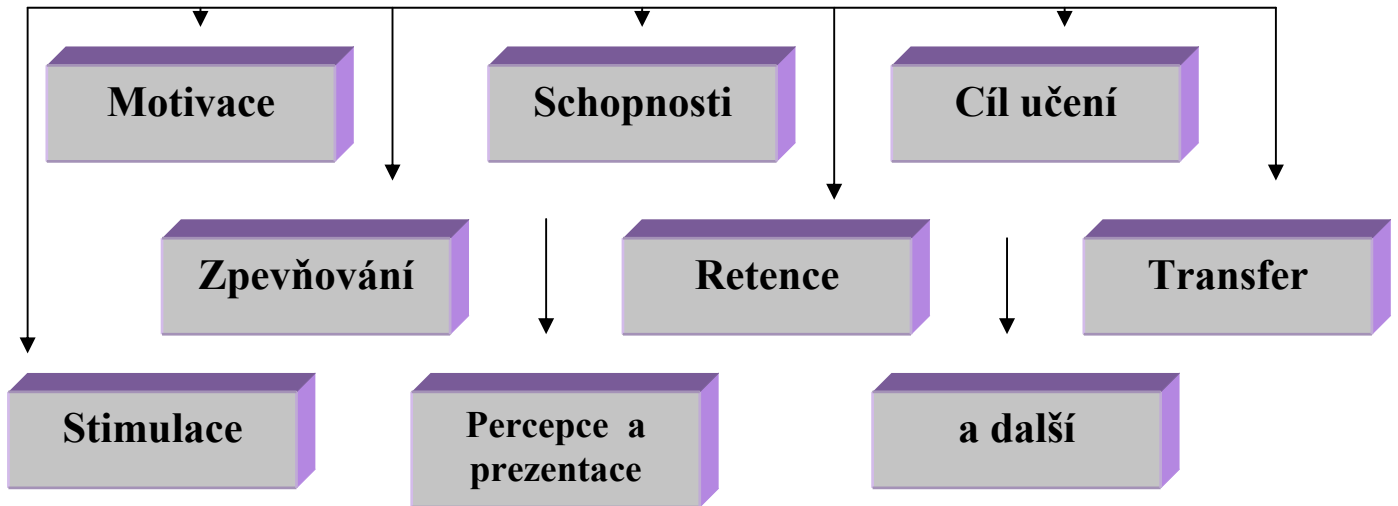 Motivace
Schopnosti
Cíl učení
Zpevňování
Retence
Transfer
Stimulace
Percepce a
prezentace
a další